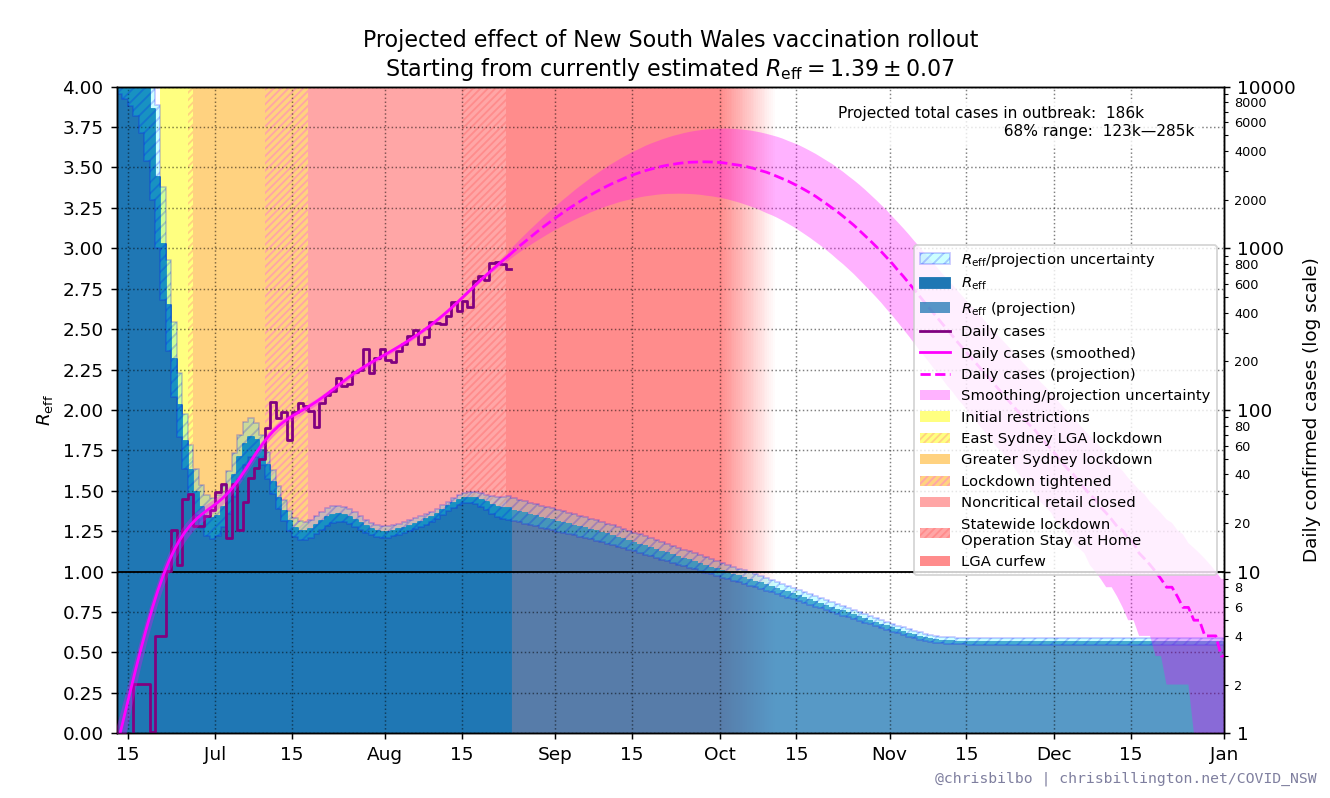 Projected effect of New South Wales vaccination rollout
Starting from currently estimated Reff = 1.39 ± 0.07
Projected total cases in outbreak: 186k
68% range: 123k—285k
Reff
4.00
3.75
3.50
3.25
3.00
2.75
2.50
2.25
2.00
1.75
1.50
1.25
1.00
0.75
0.50
0.25
0.00
10000
8000
6000
4000
2000
1000
800
600
400
200
100
80
60
40
20
10
8
6
4
2
1
Daily confirmed cases (log scale)
Reff/projection uncertainty
Reff
Reff (projection)
Daily cases
Daily cases (smoothed)
Daily cases (projection)
Smoothing/projection uncertainty
Initial restrictions
East Sydney LGA lockdown
Greater Sydney lockdown
Lockdown tightened
Noncritical retail closed
Statewide lockdown
Operation Stay at Home
LGA curfew
15 Jul 15 Aug 15 Sep 15 Oct 15 Nov 15 Dec 15 Jan
@chrisbilbo | chrisbillington.net/COVID_NSW